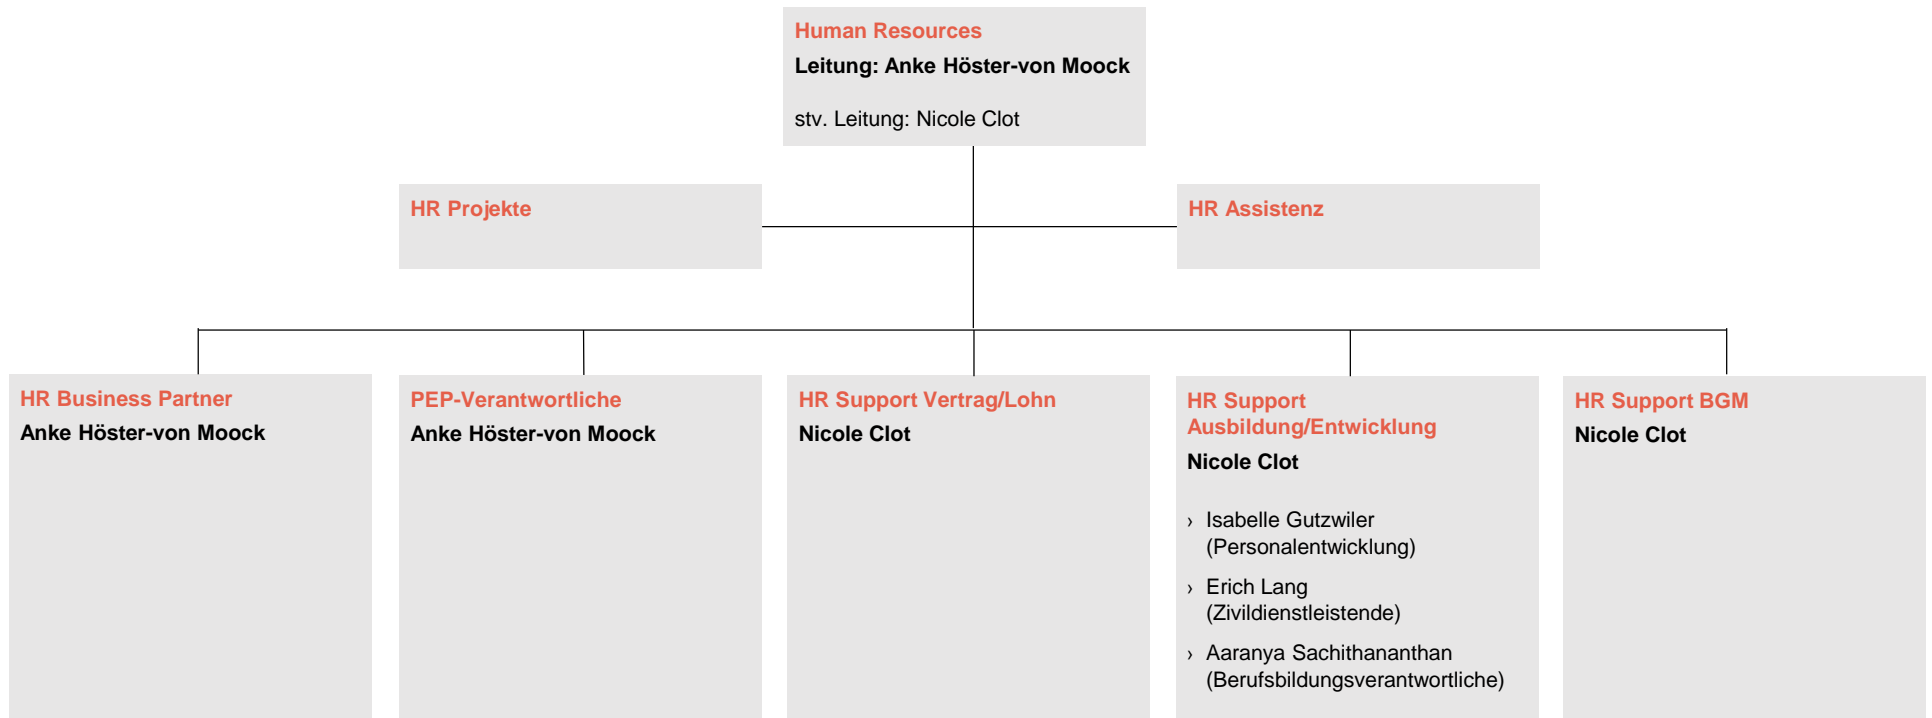 Human Resources
Leitung: Anke Höster-von Moock
stv. Leitung: Nicole Clot
HR Projekte
HR Assistenz
HR Business Partner
Anke Höster-von Moock
PEP-Verantwortliche
Anke Höster-von Moock
HR Support Vertrag/Lohn
Nicole Clot
HR Support
Ausbildung/Entwicklung
Nicole Clot
› Isabelle Gutzwiler
(Personalentwicklung)
› Erich Lang
(Zivildienstleistende)
› Aaranya Sachithananthan
(Berufsbildungsverantwortliche)
HR Support BGM
Nicole Clot